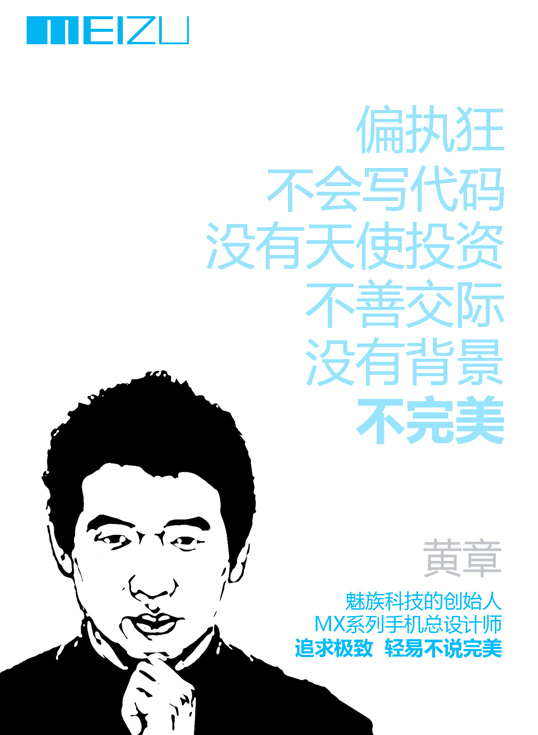 MEIZU
偏执狂
不会写代码
没有天使投资
不善交际
没有背景
不完美
黄章
魅族科技的创始人
MX系列手机总设计师
追求极致 轻易不说完美